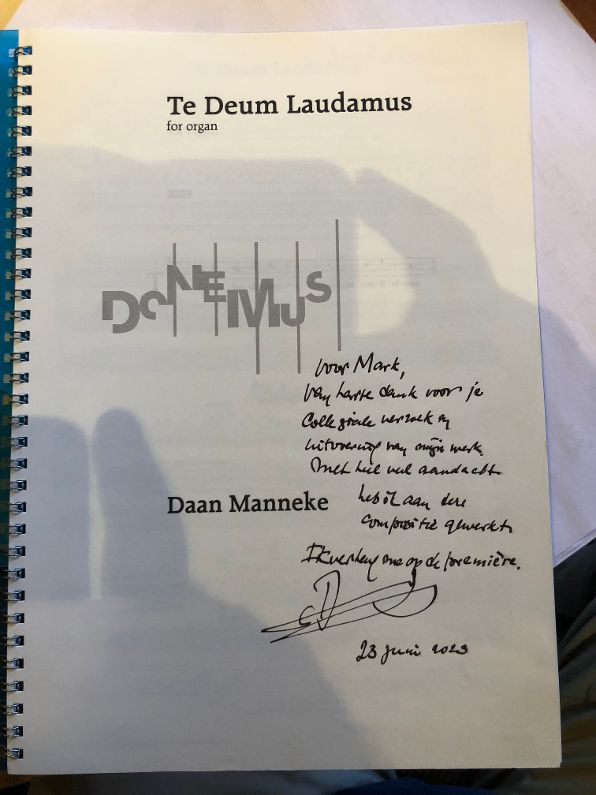 Te Deum Laudamus
for organ
2023
DONEMUS
Voor Mark,
Van harte dank voor je
Collegiale verzoek en
uitvoering van mijn werk
Met heel veel aandacht
heb ik aan deze
Daan Manneke
compositie gewerkt.
Ik verheug me op de première.
23 juni 2023